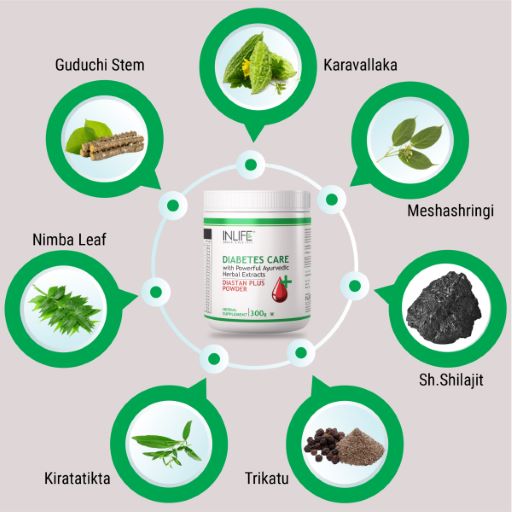 Karavallaka
Guduchi Stem
Meshashringi
Nimba Leaf
INLIFE
DIABETES CARE
with Powerful Ayurvedic
Herbal Extracts
DIASTAN PLUS
POWDER
HERBAL
SUPPLEMENT 300g
Sh.Shilajit
Kiratatikta
Trikatu